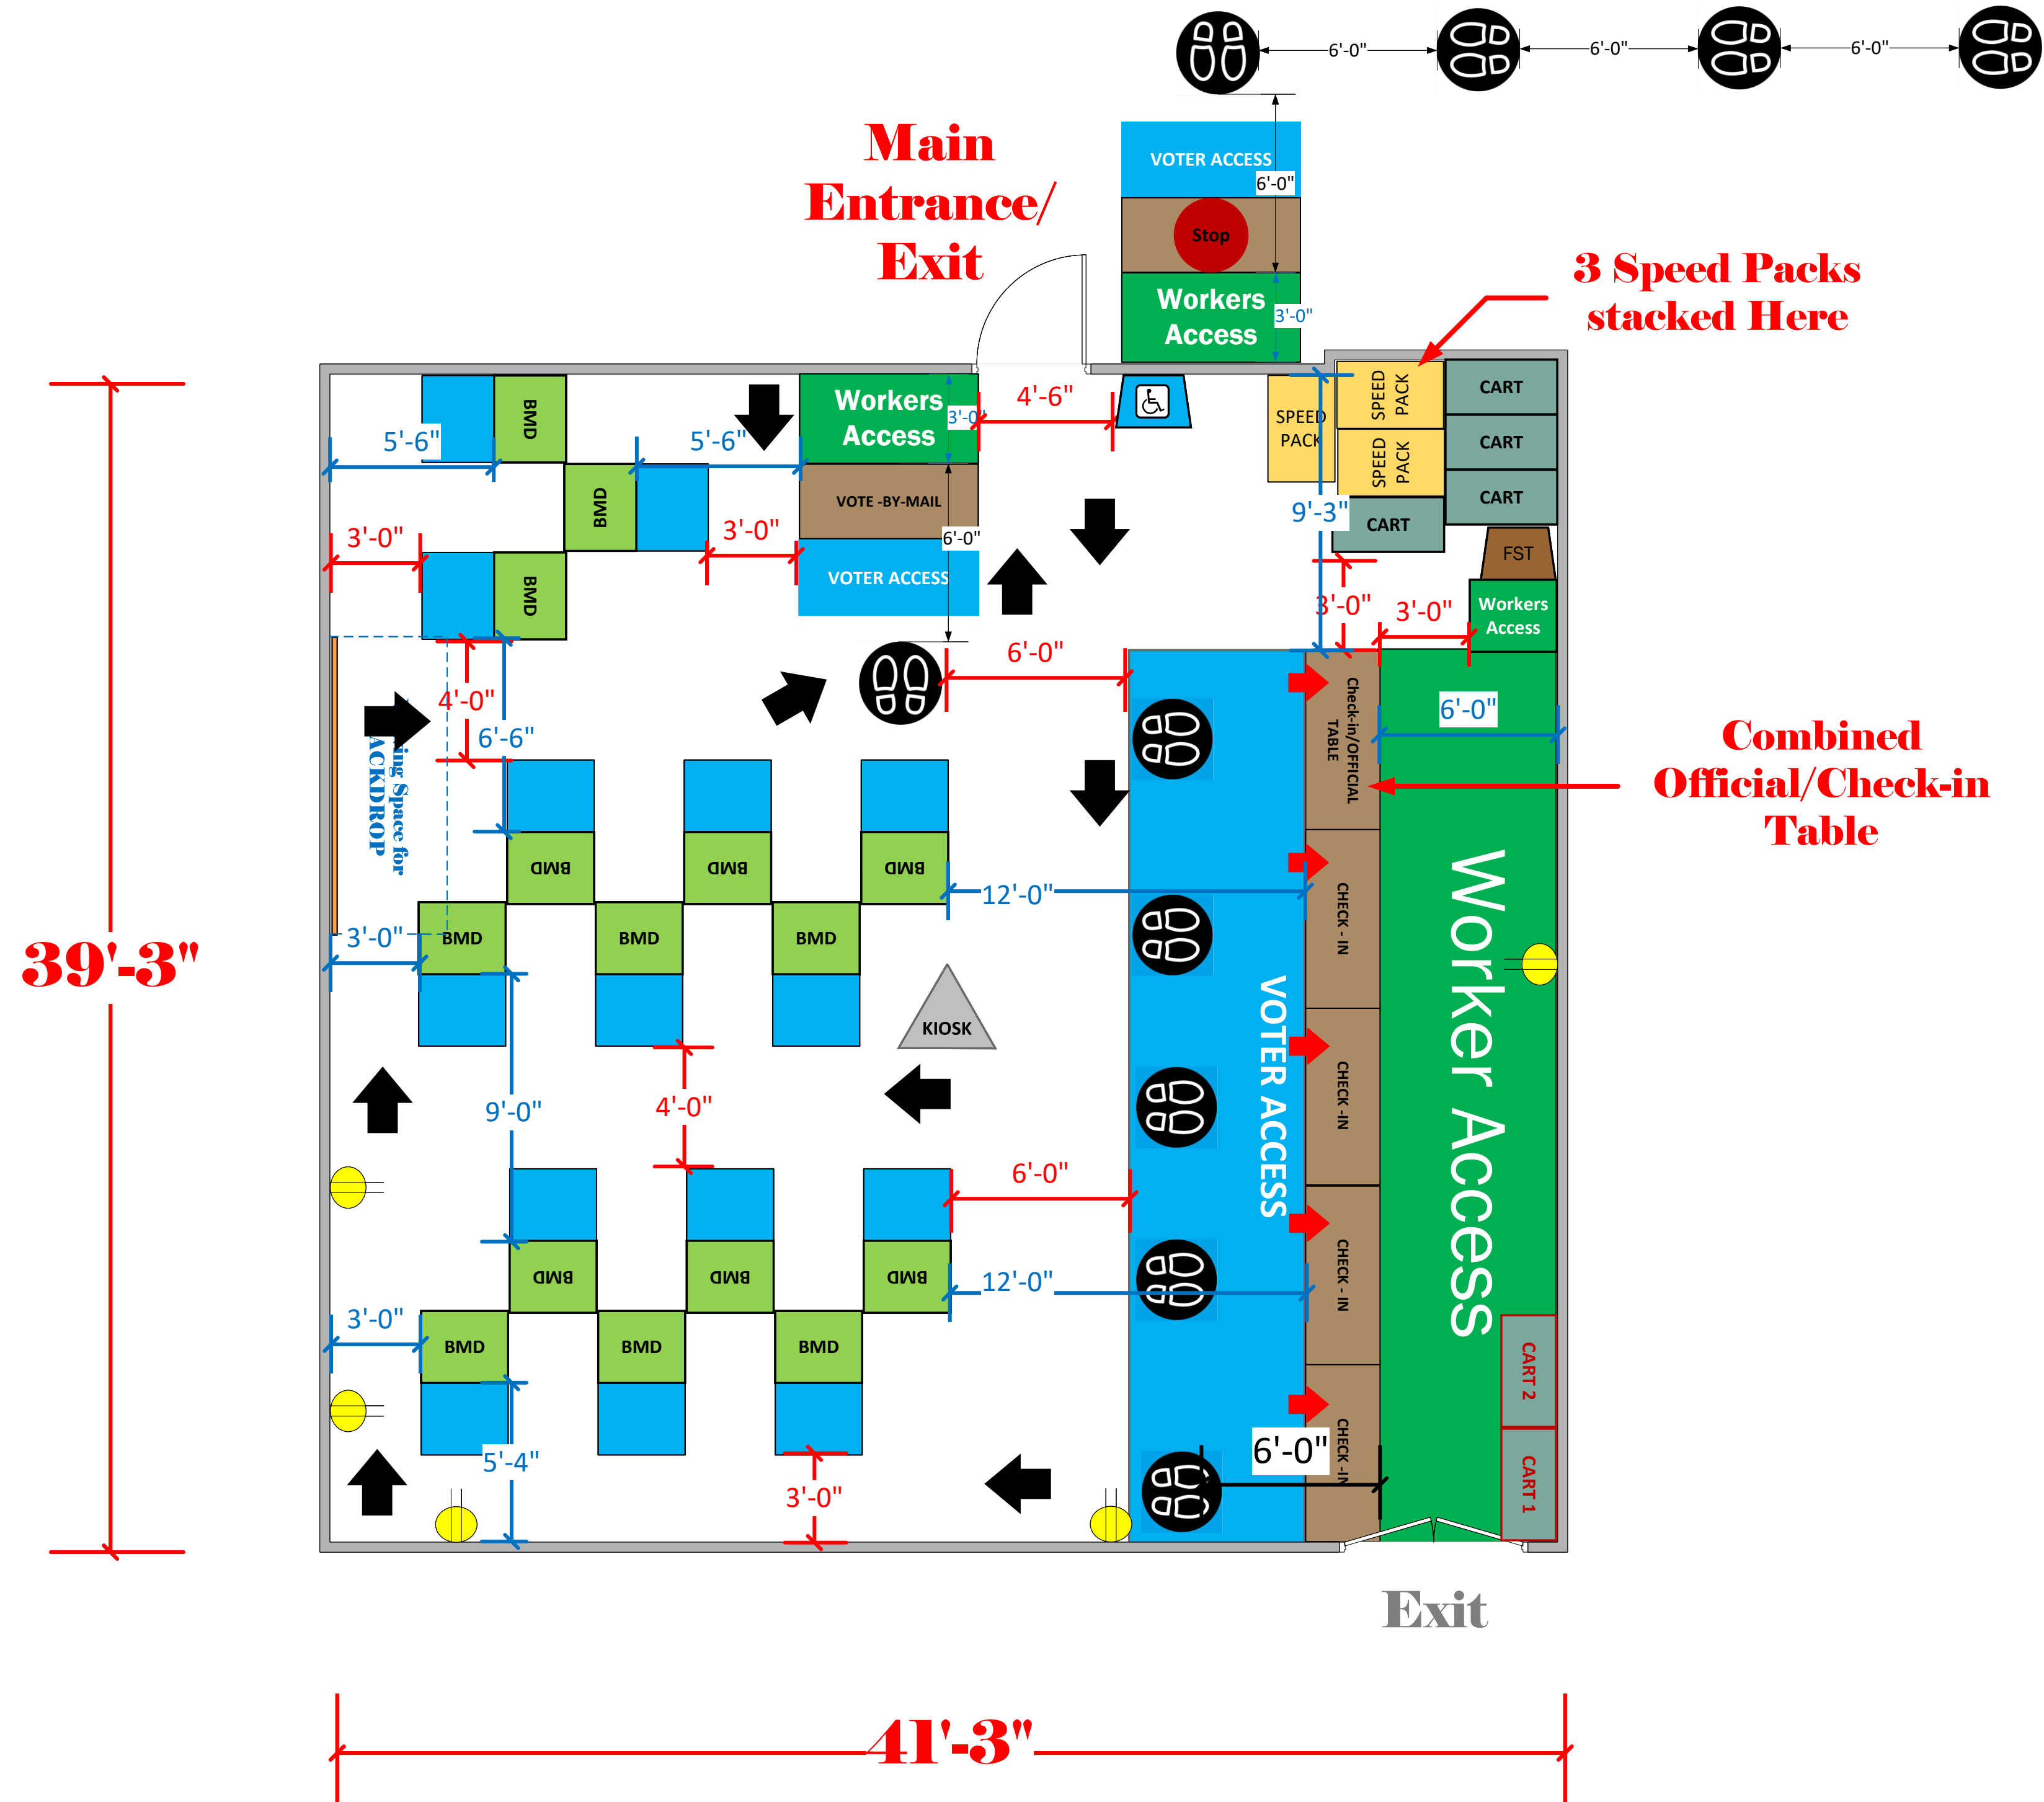 6'-0"
6'-0"
6'-0"
Main
Entrance/
Exit
VOTER ACCESS
6'-0"
Stop
Workers
Access
3'-0"
3 Speed Packs
stacked Here
BMD
5'-6"
5'-6"
Workers
Access
3'-0"
4'-6"
SPEED
PACK
SPEED
PACK
CART
CART
SPEED
PACK
CART
CART
9'-3"
BMD
VOTE -BY-MAIL
3'-0"
3'-0"
6'-0"
FST
BMD
VOTER ACCESS
3'-0"
3'-0"
Workers
Access
4'-0"
6'-6"
6'-0"
Check-in/OFFICIAL
TABLE
6'-0"
ing Space for
ACKDROP
Combined
Official/Check-in
Table
BMD
BMD
BMD
12'-0"
CHECK - IN
3'-0"
BMD
BMD
BMD
39'-3"
KIOSK
VOTER ACCESS
Worker Access
9'-0"
4'-0"
CHECK -IN
6'-0"
BMD
BMD
BMD
12'-0"
CHECK - IN
3'-0"
BMD
BMD
BMD
CART 2
5'-4"
3'-0"
6'-0"
CHECK -IN
CART 1
Exit
41'-3"